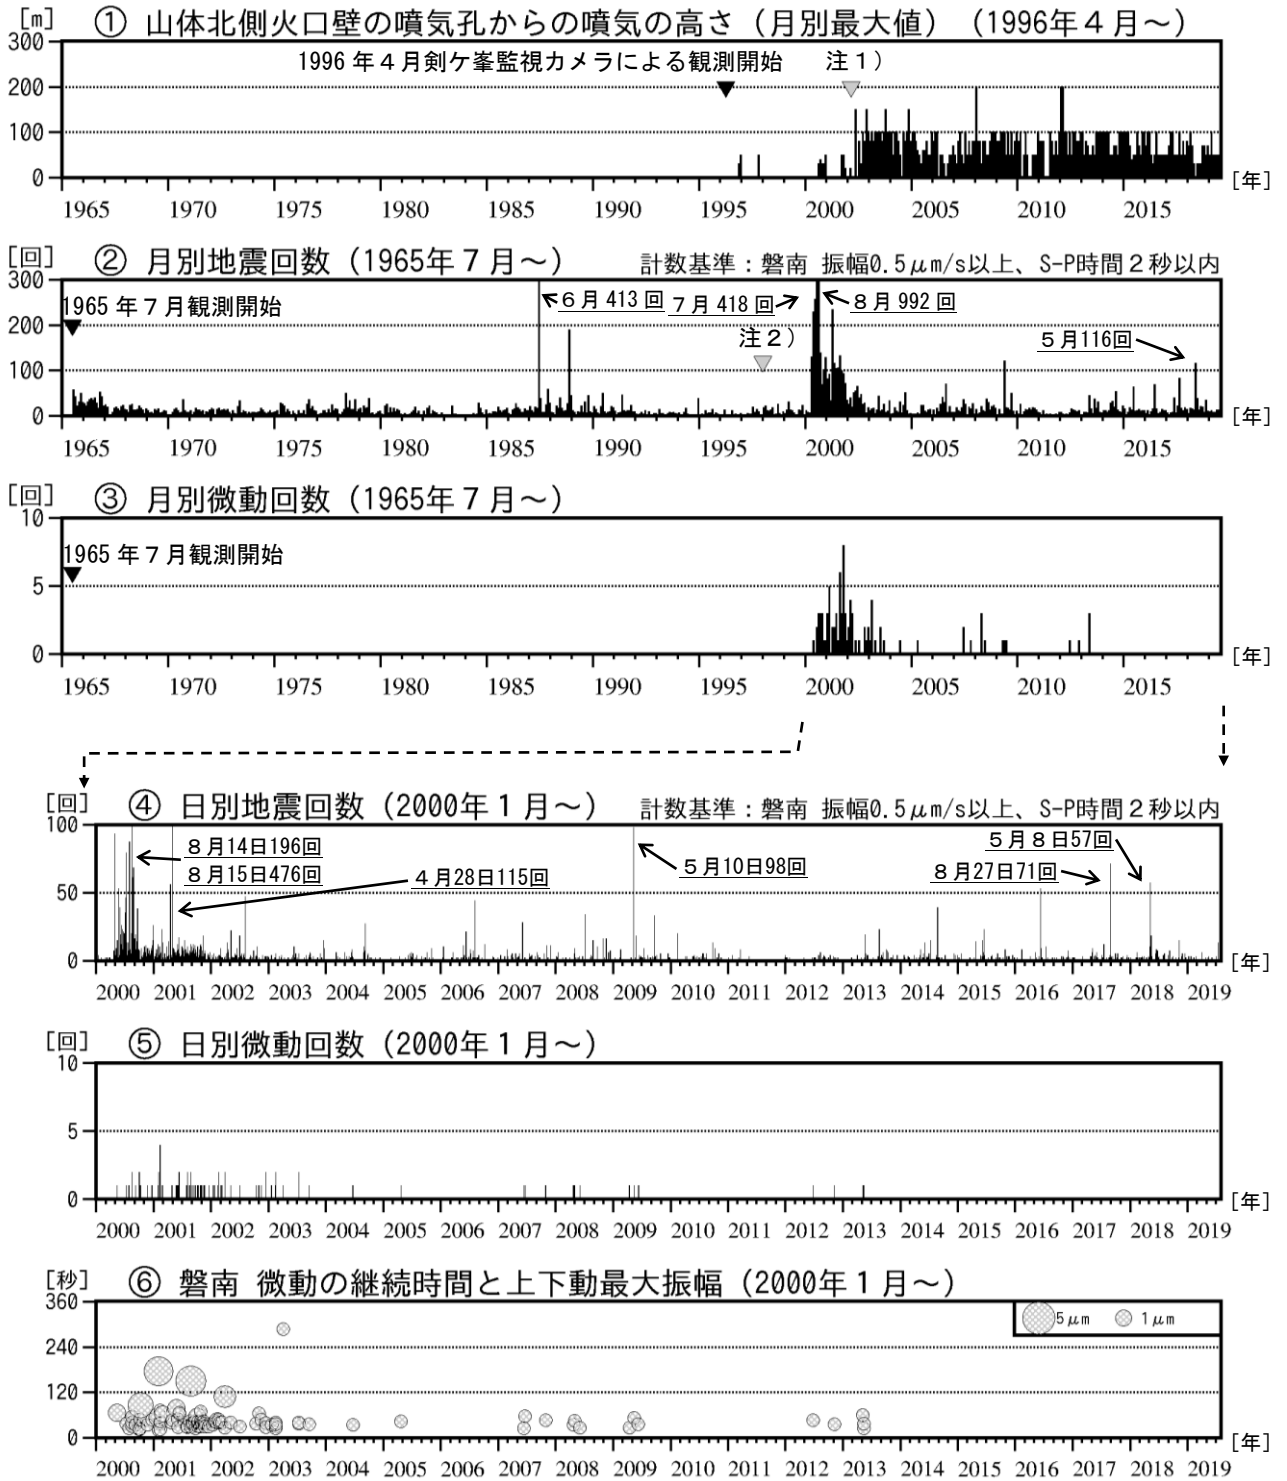 [m] ① 山体北側火口壁の噴気孔からの噴気の高さ（月別最大値）（1996年４月～）
300
1996 年４月剣ケ峯監視カメラによる観測開始 注１）
200
100
0
[年]
1965 1970 1975 1980 1985 1990 1995 2000 2005 2010 2015
[回] ② 月別地震回数（1965年７月～） 計数基準：磐南 振幅0.5μm/s以上、S-P時間２秒以内
300
1965 年７月観測開始 ６月 413 回 ７月 418 回 ８月 992 回
200
注２） ５月116回
100
0
[年]
1965 1970 1975 1980 1985 1990 1995 2000 2005 2010 2015
[回] ③ 月別微動回数（1965年７月～）
10
1965 年７月観測開始
5
0
[年]
1965 1970 1975 1980 1985 1990 1995 2000 2005 2010 2015
[回] ④ 日別地震回数（2000年１月～） 計数基準：磐南 振幅0.5μm/s以上、S-P時間２秒以内
100
８月14日196回 ５月８日57回
８月15日476回 ４月28日115回 ５月10日98回 ８月27日71回
50
0
[年]
2000 2001 2002 2003 2004 2005 2006 2007 2008 2009 2010 2011 2012 2013 2014 2015 2016 2017 2018 2019
[回] ⑤ 日別微動回数（2000年１月～）
10
5
0
[年]
2000 2001 2002 2003 2004 2005 2006 2007 2008 2009 2010 2011 2012 2013 2014 2015 2016 2017 2018 2019
[秒] ⑥ 磐南 微動の継続時間と上下動最大振幅（2000年１月～）
360
5μm 1μm
240
120
0
[年]
2000 2001 2002 2003 2004 2005 2006 2007 2008 2009 2010 2011 2012 2013 2014 2015 2016 2017 2018 2019